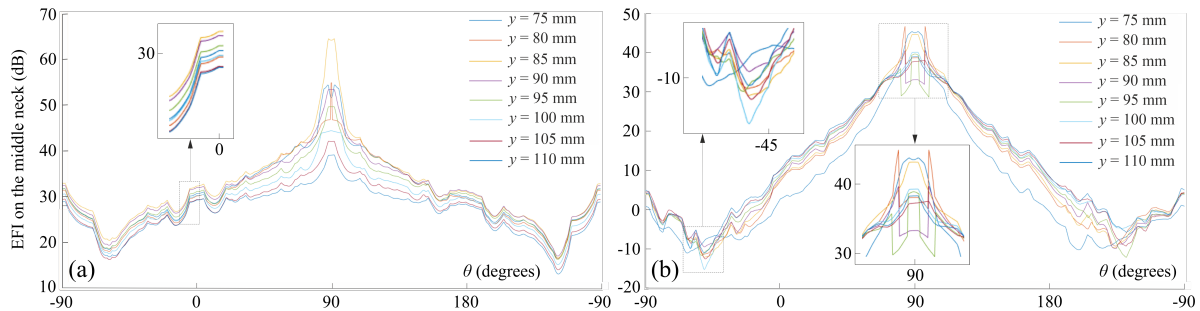 EFI on the middle neck (dB)
70
60
50
40
30
20
10
30
0
y = 75 mm
y = 80 mm
y = 85 mm
y = 90 mm
y = 95 mm
y = 100 mm
y = 105 mm
y = 110 mm
(a)
θ (degrees)
-90 0 90 180 -90
50
40
30
20
10
0
-10
-20
-10
-45
y = 75 mm
y = 80 mm
y = 85 mm
y = 90 mm
y = 95 mm
y = 100 mm
y = 105 mm
y = 110 mm
40
30
90
(b)
θ (degrees)
-90 0 90 180 -90